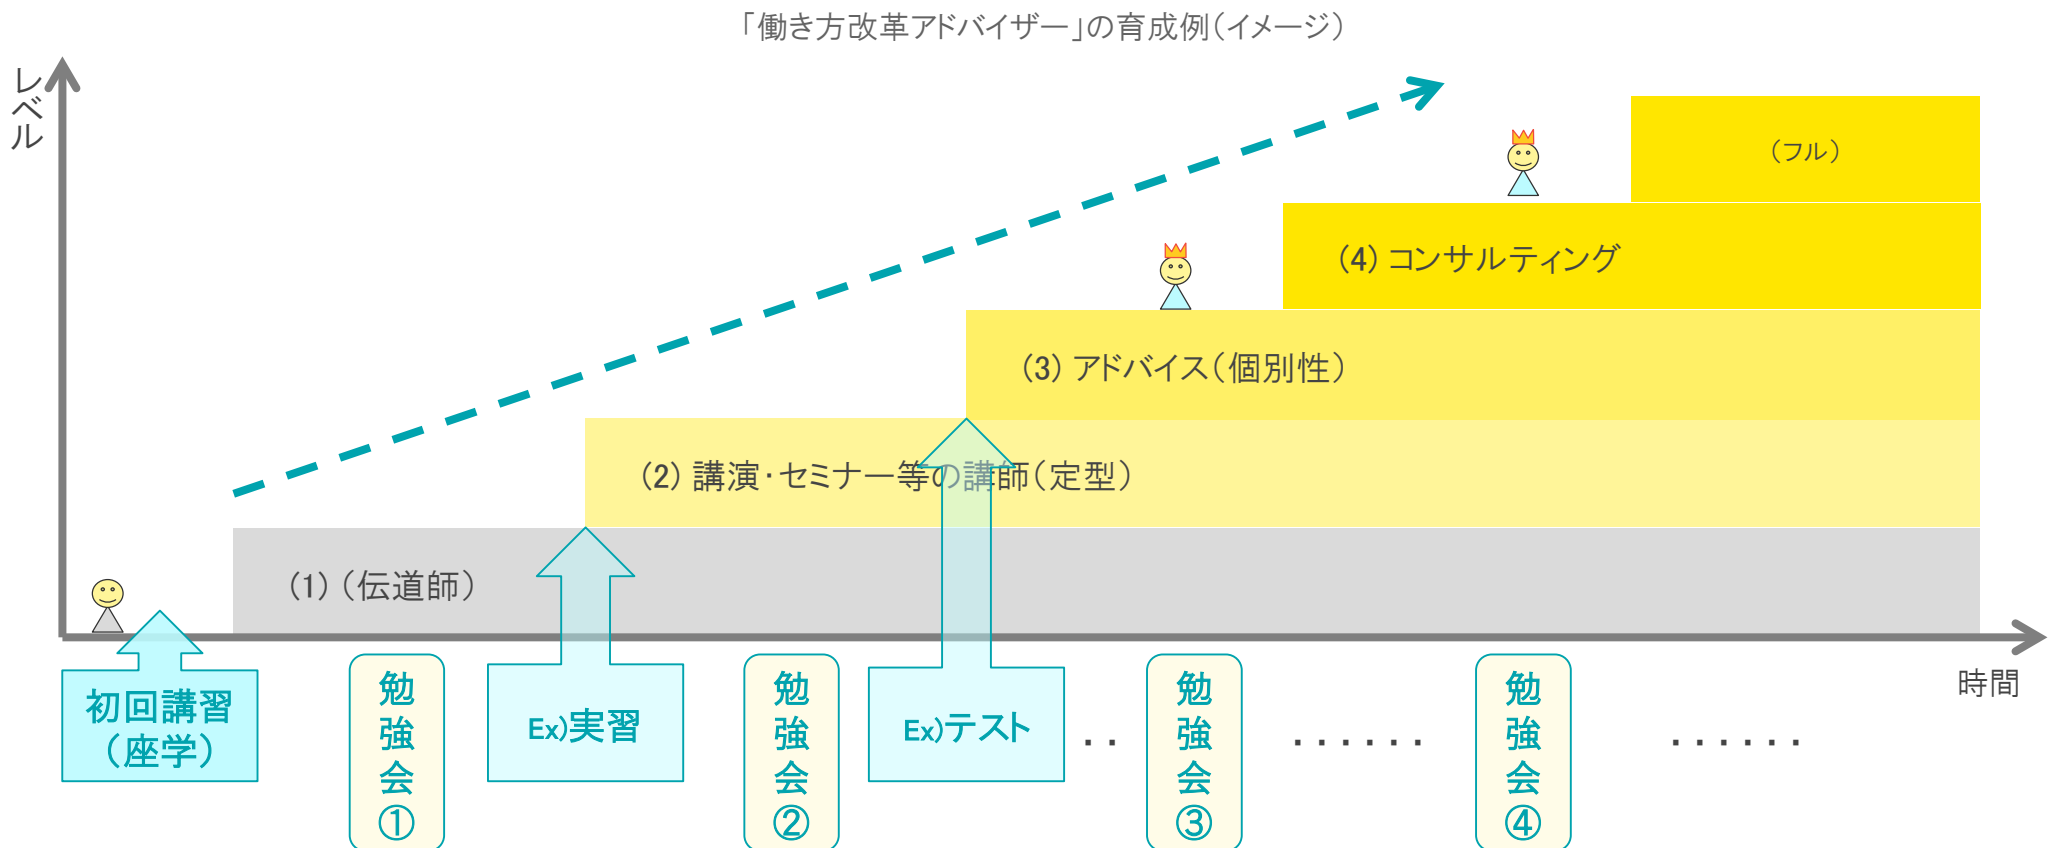 「働き方改革アドバイザー」の育成例（イメージ）
レベル
（フル）
(4) コンサルティング
(3) アドバイス（個別性）
(2) 講演・セミナー等の講師（定型）
(1) （伝道師）
時間
初回講習
（座学）
勉強会①
Ex)実習
勉強会②
Ex)テスト
‥
勉強会③
‥‥‥
勉強会④
‥‥‥